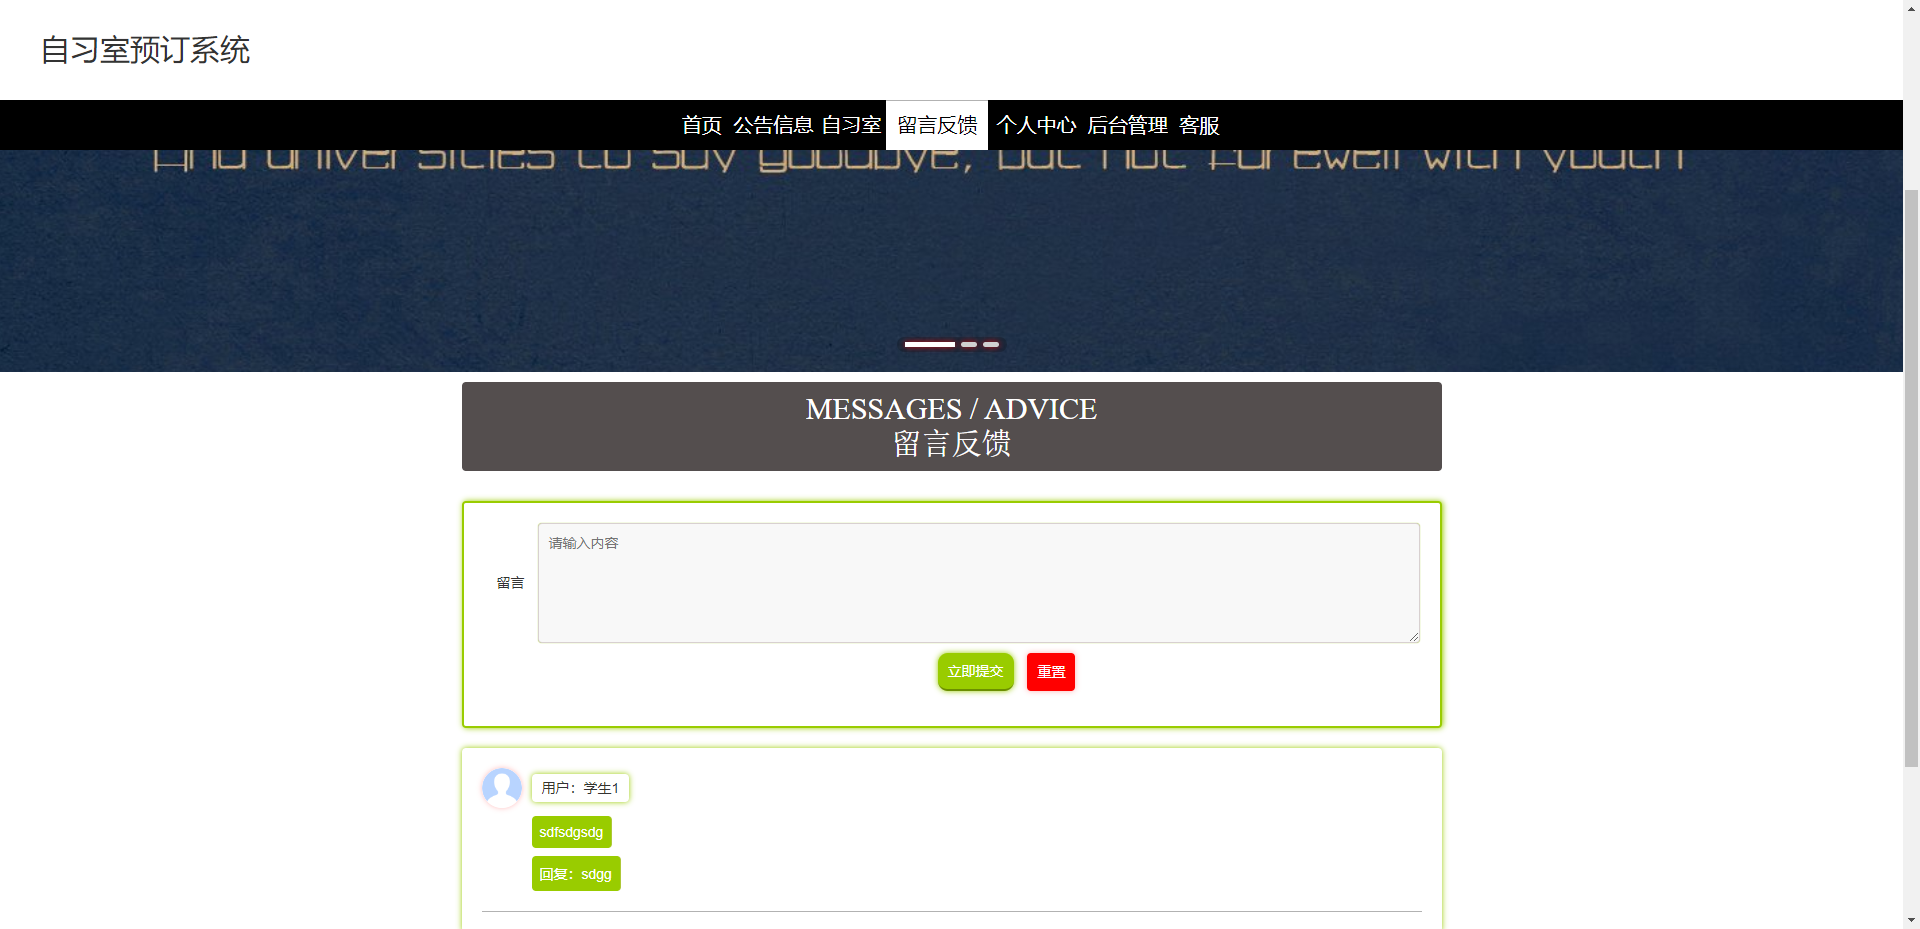 自习室预订系统
首页 公告信息 自习室 留言反馈 个人中心 后台管理 客服
And universities to say goodbye, but not farewell with youth
MESSAGES / ADVICE
留言反馈
请输入内容
留言
立即提交 重置
用户：学生1
sdfsdgsdg
回复：sdgg